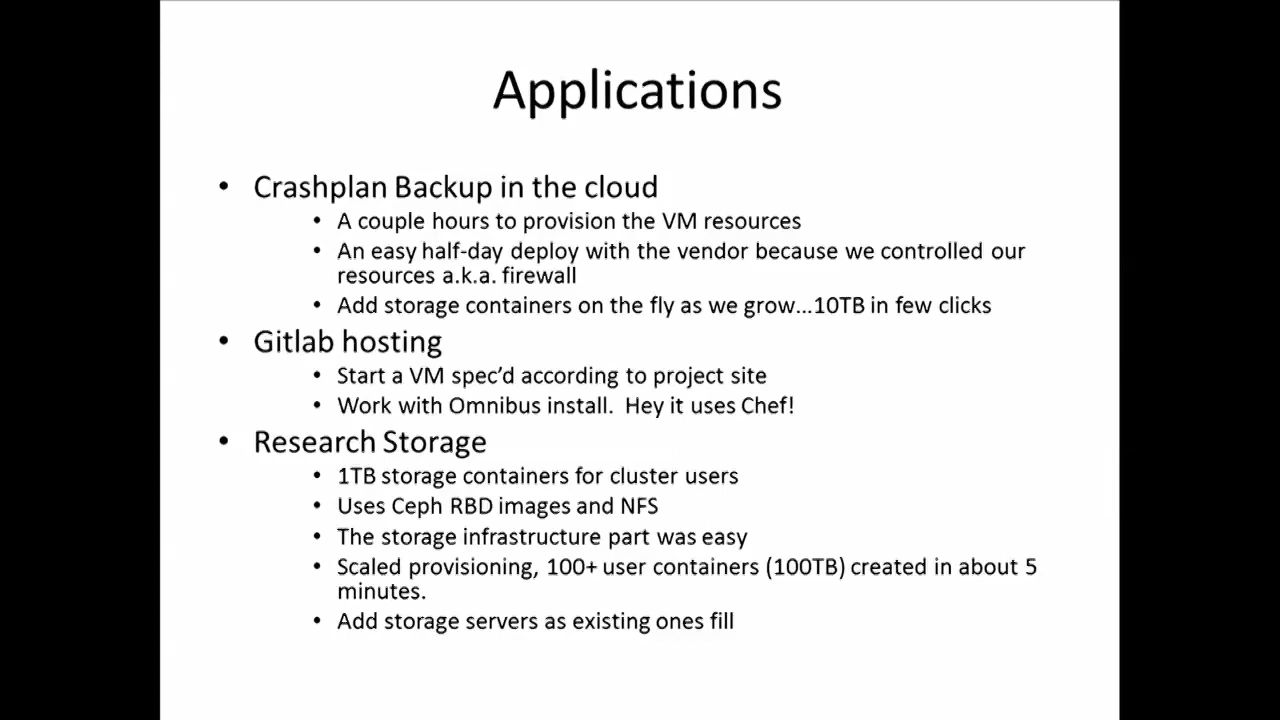 Applications
• Crashplan Backup in the cloud
• A couple hours to provision the VM resources
• An easy half-day deploy with the vendor because we controlled our
resources a.k.a. firewall
• Add storage containers on the fly as we grow...10TB in few clicks
• Gitlab hosting
• Start a VM spec’d according to project site
• Work with Omnibus install.  Hey it uses Chef!
• Research Storage
• 1TB storage containers for cluster users
• Uses Ceph RBD images and NFS
• The storage infrastructure part was easy
• Scaled provisioning, 100+ user containers (100TB) created in about 5
minutes.
• Add storage servers as existing ones fill